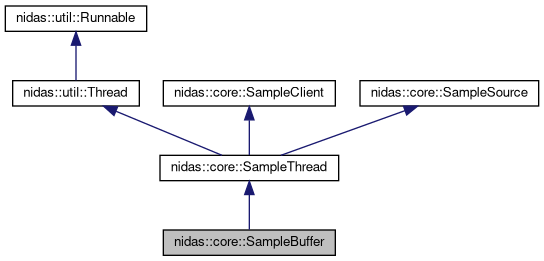 nidas::util::Runnable
nidas::util::Thread
nidas::core::SampleClient
nidas::core::SampleSource
nidas::core::SampleThread
nidas::core::SampleBuffer